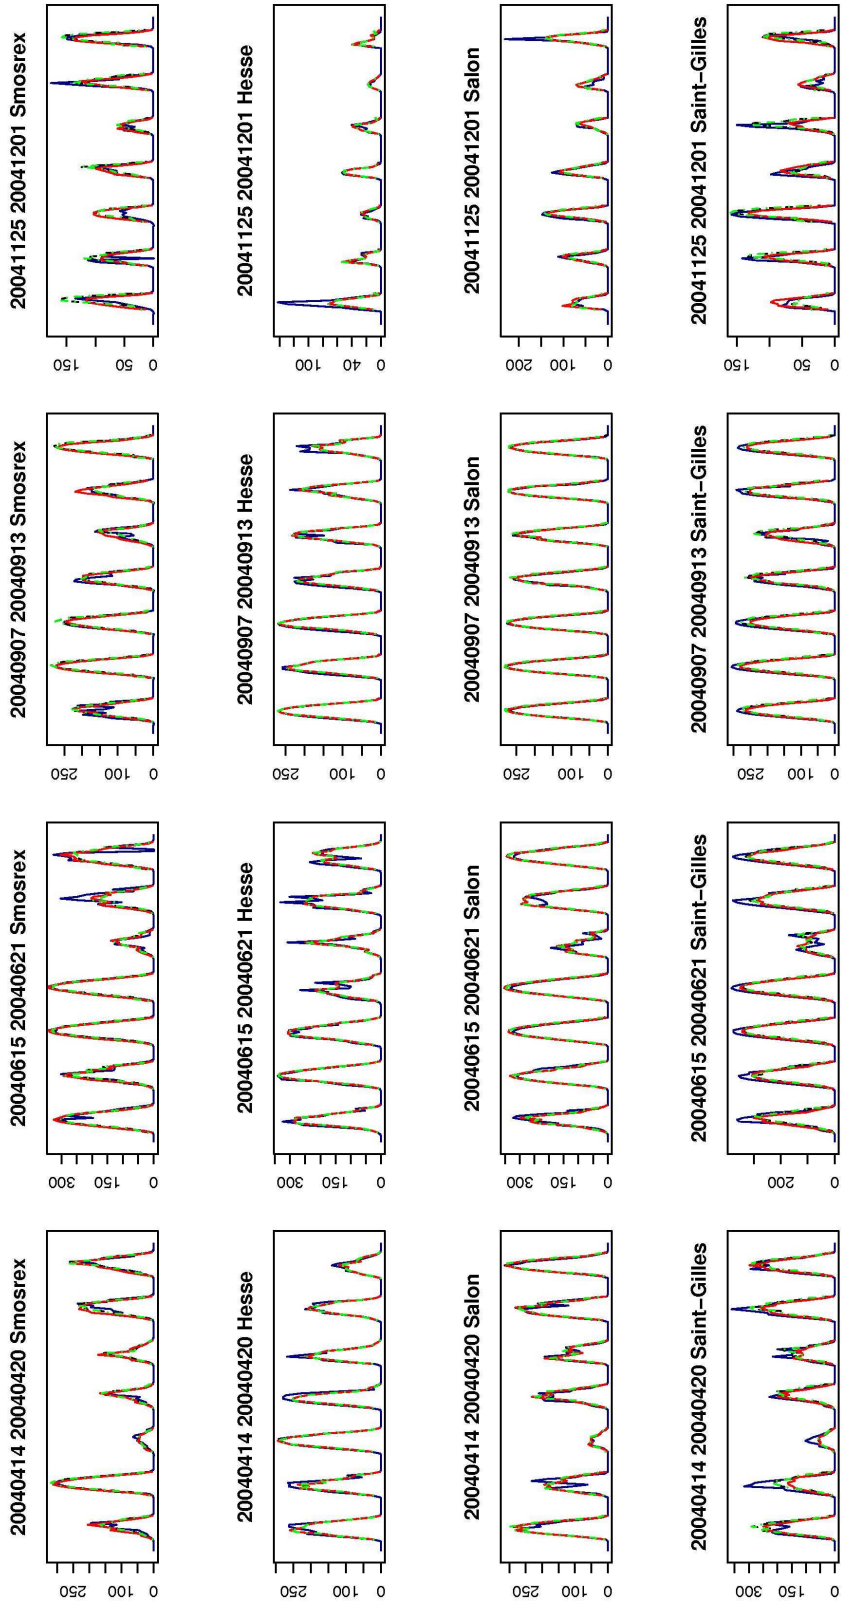 20040414 20040420 Smosrex
250
100
0
20040615 20040621 Smosrex
300
150
0
20040907 20040913 Smosrex
250
100
0
20041125 20041201 Smosrex
150
50
0
20040414 20040420 Hesse
250
100
0
20040615 20040621 Hesse
300
150
0
20040907 20040913 Hesse
250
100
0
20041125 20041201 Hesse
100
40
0
20040414 20040420 Salon
250
100
0
20040615 20040621 Salon
300
150
0
20040907 20040913 Salon
250
100
0
20041125 20041201 Salon
200
100
0
20040414 20040420 Saint−Gilles
300
150
0
20040615 20040621 Saint−Gilles
200
0
20040907 20040913 Saint−Gilles
250
100
0
20041125 20041201 Saint−Gilles
150
50
0